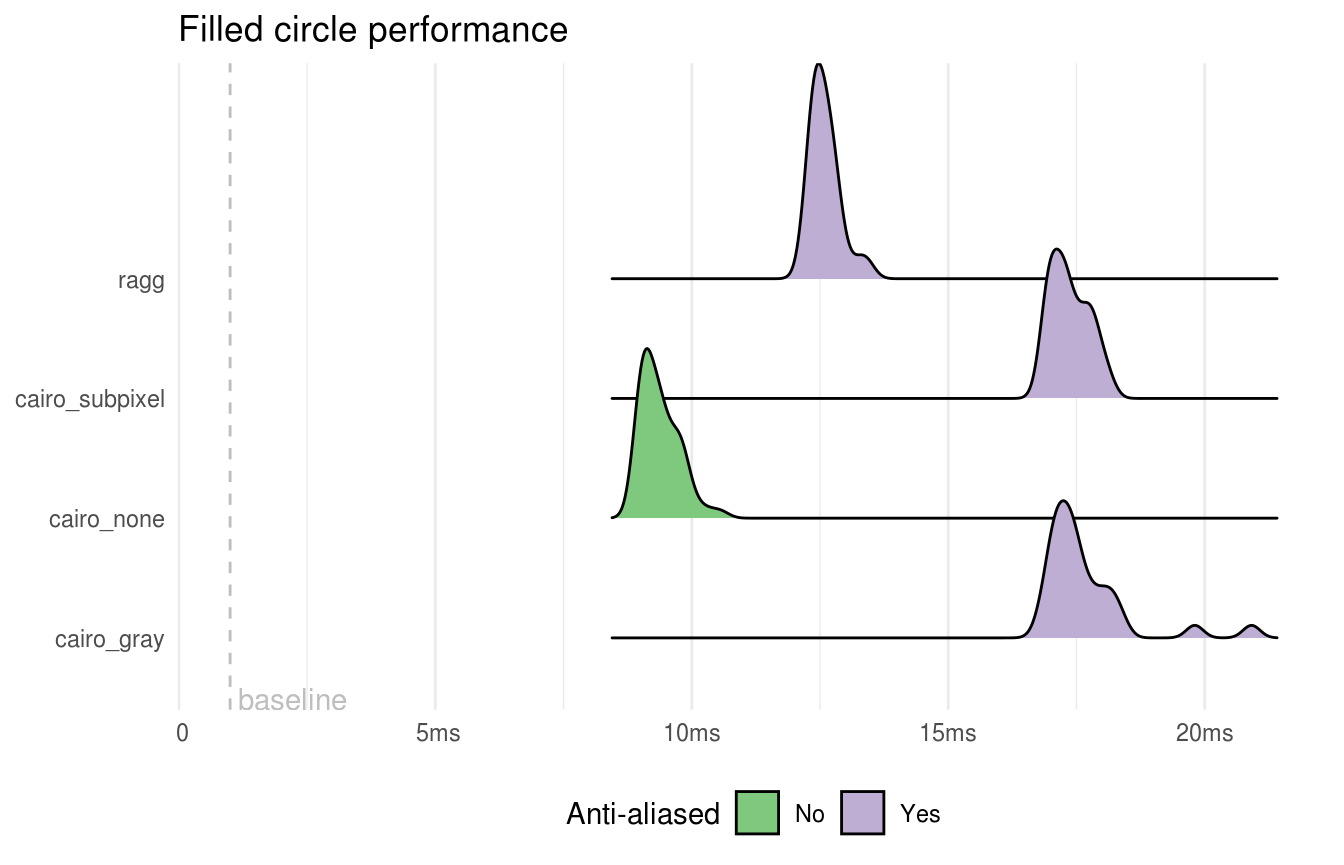 Filled circle performance
ragg
cairo_subpixel
cairo_none
cairo_gray
baseline
0 5ms 10ms 15ms 20ms
Anti-aliased No Yes